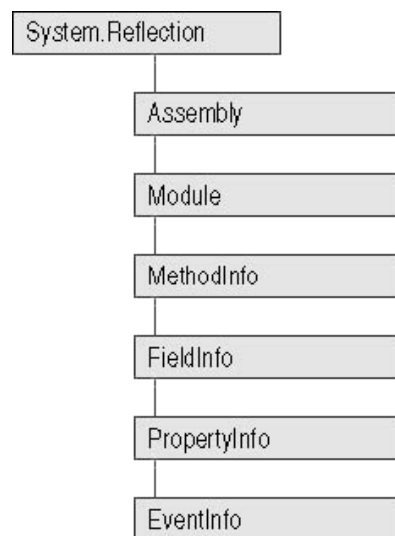 System.Reflection
Assembly
Module
MethodInfo
FieldInfo
PropertyInfo
EventInfo